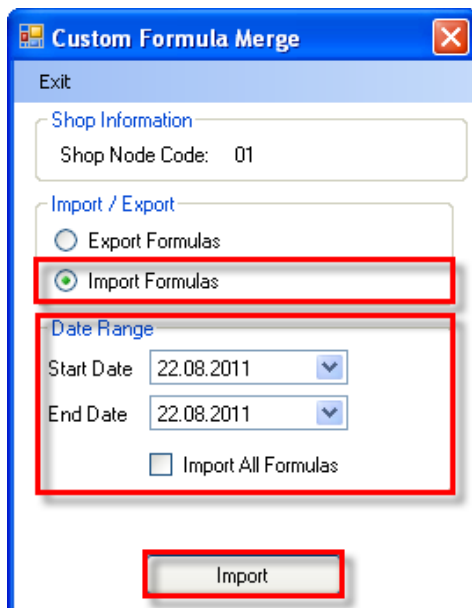 Custom Formula Merge
Exit
Shop Information
Shop Node Code: 01
Import / Export
Export Formulas
Import Formulas
Date Range
Start Date 22.08.2011
End Date 22.08.2011
Import All Formulas
Import